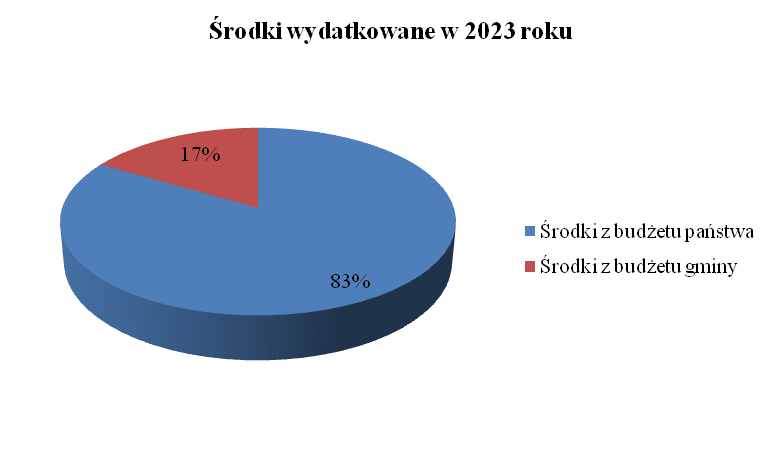 Środki wydatkowane w 2023 roku
17%
83%
Środki z budżetu państwa
Środki z budżetu gminy